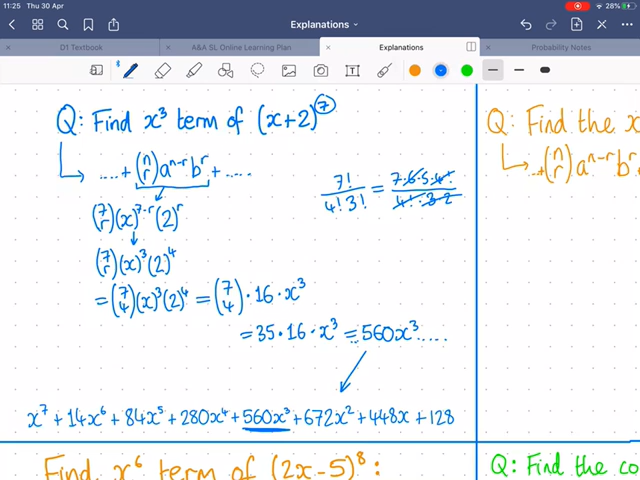 11:25 Thu 30 Apr
28%
Explanations
D1 Textbook
A&A SL Online Learning Plan
Explanations
Probability Notes
Q: Find x³ term of (x+2)⁷
.... + (n r) aⁿ⁻ʳ bʳ + .....
(7 r)(x)⁷⁻ʳ(2)ʳ
(7 r)(x)³(2)⁴
= (7 4)(x)³(2)⁴ = (7 4) · 16 · x³
= 35 · 16 · x³ = 560x³ ....
7! / 4! 3! = 7·6·5·4! / 4!·3·2
x⁷ + 14x⁶ + 84x⁵ + 280x⁴ + 560x³ + 672x² + 448x + 128
Find x⁶ term of (2x-5)⁸:
Q: Find the x
..+ (n r) aⁿ⁻ʳ bʳ
Q: Find the co